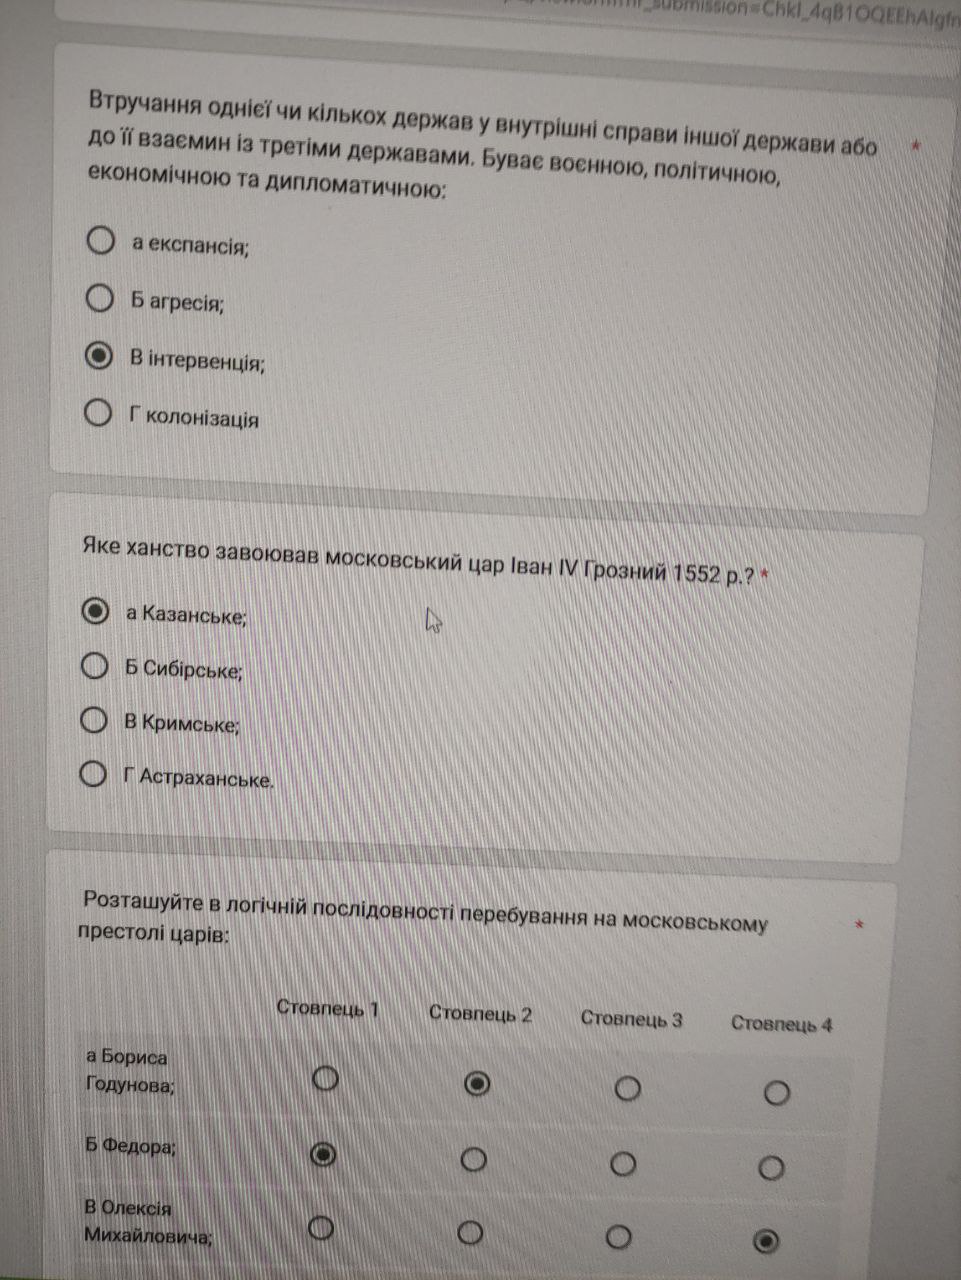 submission=ChkI_4qB1OQEEhAIgfn
Втручання однієї чи кількох держав у внутрішні справи іншої держави або *
до її взаємин із третіми державами. Буває воєнною, політичною,
економічною та дипломатичною:
а експансія;
Б агресія;
В інтервенція;
Г колонізація
Яке ханство завоював московський цар Іван IV Грозний 1552 р.? *
а Казанське;
Б Сибірське;
В Кримське;
Г Астраханське.
Розташуйте в логічній послідовності перебування на московському *
престолі царів:
Стовпець 1 Стовпець 2 Стовпець 3 Стовпець 4
а Бориса
Годунова;
Б Федора;
В Олексія
Михайловича;